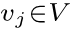 v_j ∈ V